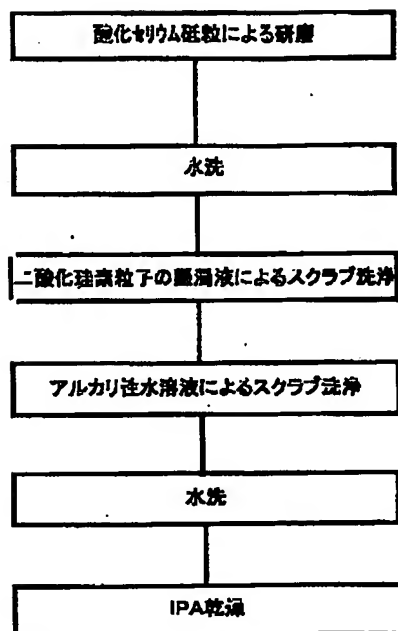 酸化セリウム砥粒による研磨
水洗
二酸化珪素粒子の懸濁液によるスクラブ洗浄
アルカリ性水溶液によるスクラブ洗浄
水洗
IPA乾燥